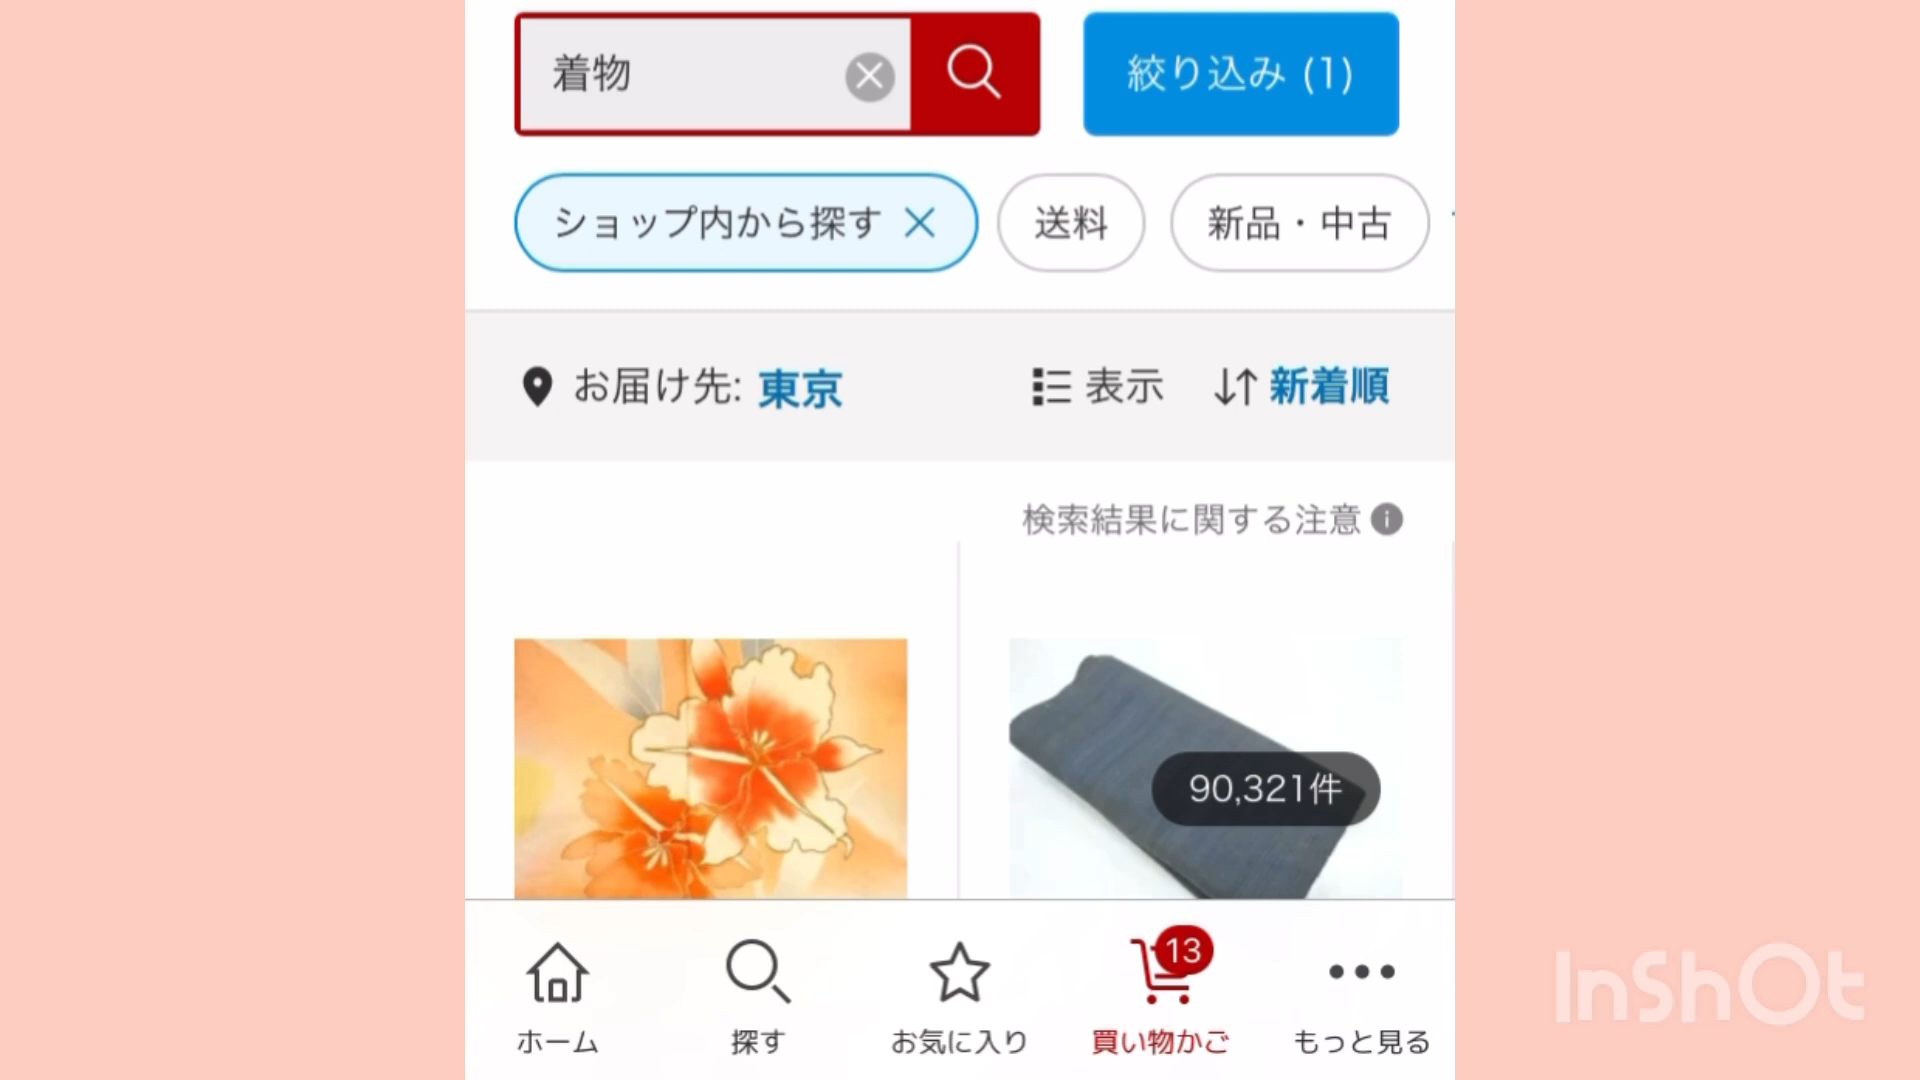 着物
絞り込み (1)
ショップ内から探す
送料
新品・中古
お届け先: 東京
表示
新着順
検索結果に関する注意
90,321件
13
ホーム
探す
お気に入り
買い物かご
もっと見る
InShOt